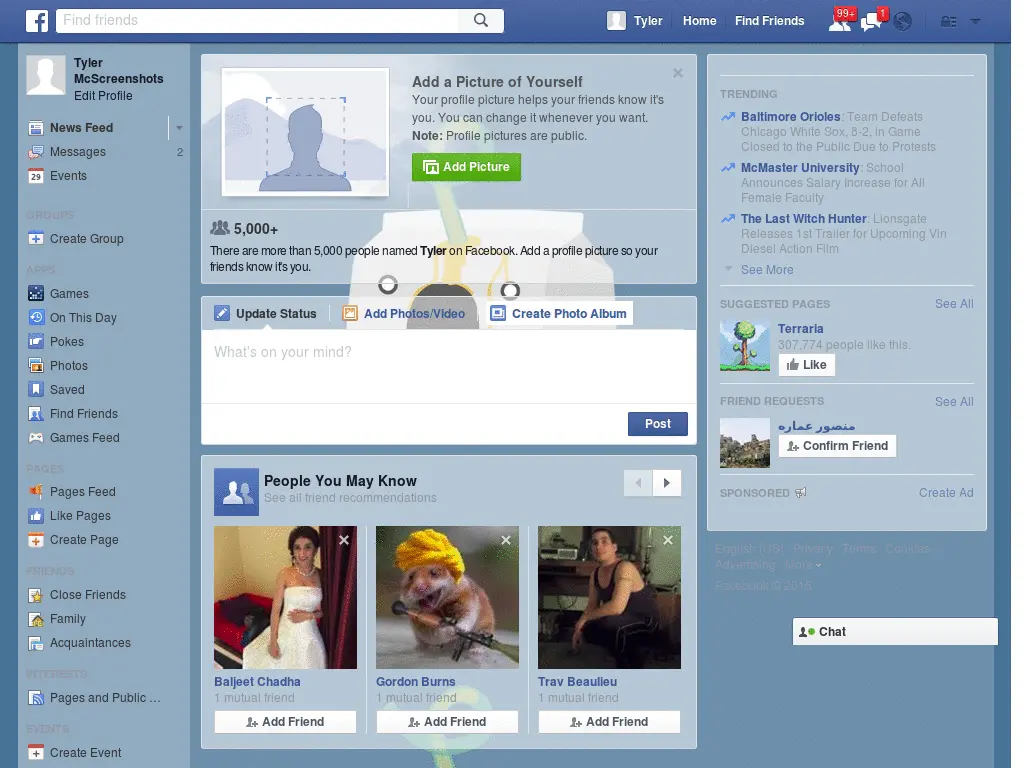 Find friends
Tyler
Home
Find Friends
99+
1
Tyler
McScreenshots
Edit Profile
News Feed
Messages
2
Events
29
GROUPS
Create Group
APPS
Games
On This Day
Pokes
Photos
Saved
Find Friends
Games Feed
PAGES
Pages Feed
Like Pages
Create Page
FRIENDS
Close Friends
Family
Acquaintances
INTERESTS
Pages and Public ...
EVENTS
Create Event
Add a Picture of Yourself
Your profile picture helps your friends know it's
you. You can change it whenever you want.
Note: Profile pictures are public.
Add Picture
5,000+
There are more than 5,000 people named Tyler on Facebook. Add a profile picture so your
friends know it's you.
Update Status
Add Photos/Video
Create Photo Album
What's on your mind?
Post
People You May Know
See all friend recommendations
Baljeet Chadha
1 mutual friend
Add Friend
Gordon Burns
1 mutual friend
Add Friend
Trav Beaulieu
1 mutual friend
Add Friend
TRENDING
Baltimore Orioles: Team Defeats
Chicago White Sox, 8-2, in Game
Closed to the Public Due to Protests
McMaster University: School
Announces Salary Increase for All
Female Faculty
The Last Witch Hunter: Lionsgate
Releases 1st Trailer for Upcoming Vin
Diesel Action Film
See More
SUGGESTED PAGES
See All
Terraria
307,774 people like this.
Like
FRIEND REQUESTS
See All
منصور عماره
Confirm Friend
SPONSORED
Create Ad
English (US) · Privacy · Terms · Cookies ·
Advertising · More
Facebook © 2015
Chat